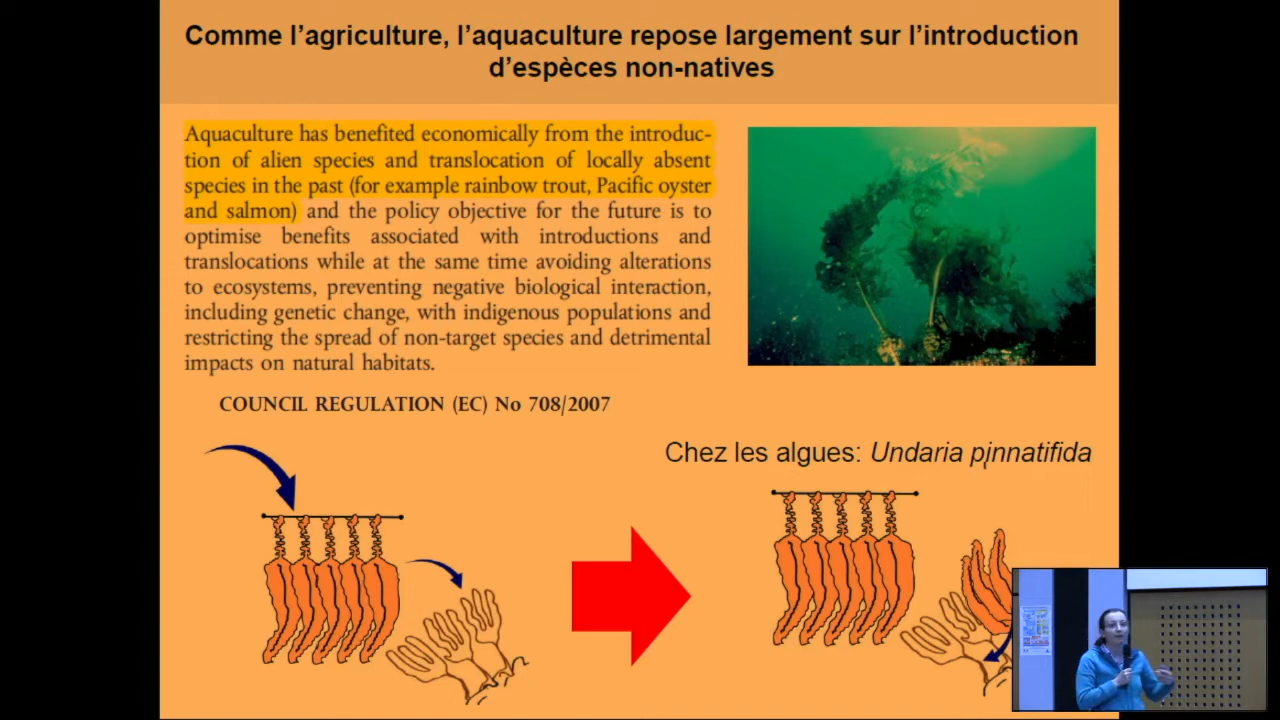 Comme l’agriculture, l’aquaculture repose largement sur l’introduction
d’espèces non-natives
Aquaculture has benefited economically from the introduc-
tion of alien species and translocation of locally absent
species in the past (for example rainbow trout, Pacific oyster
and salmon) and the policy objective for the future is to
optimise benefits associated with introductions and
translocations while at the same time avoiding alterations
to ecosystems, preventing negative biological interaction,
including genetic change, with indigenous populations and
restricting the spread of non-target species and detrimental
impacts on natural habitats.
COUNCIL REGULATION (EC) No 708/2007
Chez les algues: Undaria pinnatifida